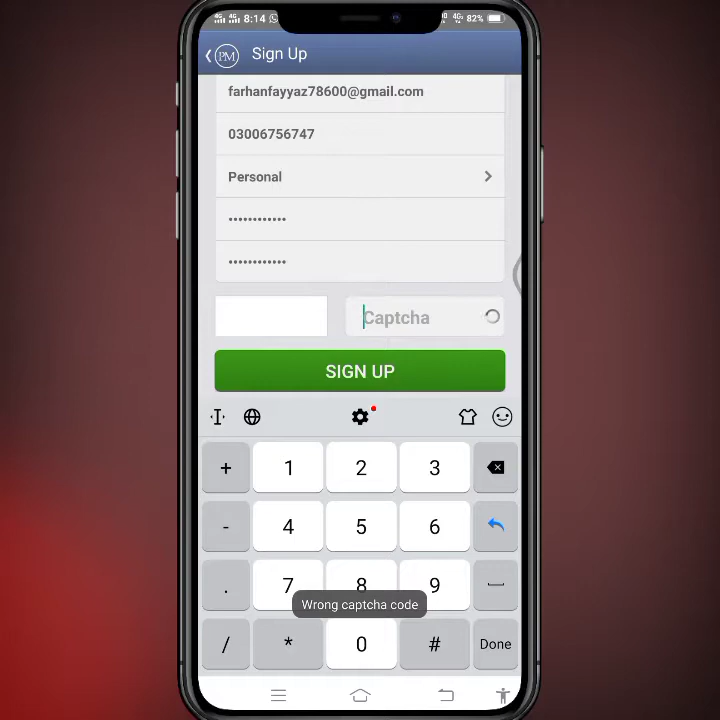 8:14
82%
PM
Sign Up
farhanfayyaz78600@gmail.com
03006756747
Personal
••••••••••••
••••••••••••
Captcha
SIGN UP
+ 1 2 3
- 4 5 6
. 7 8 9
Wrong captcha code
/ * 0 # Done